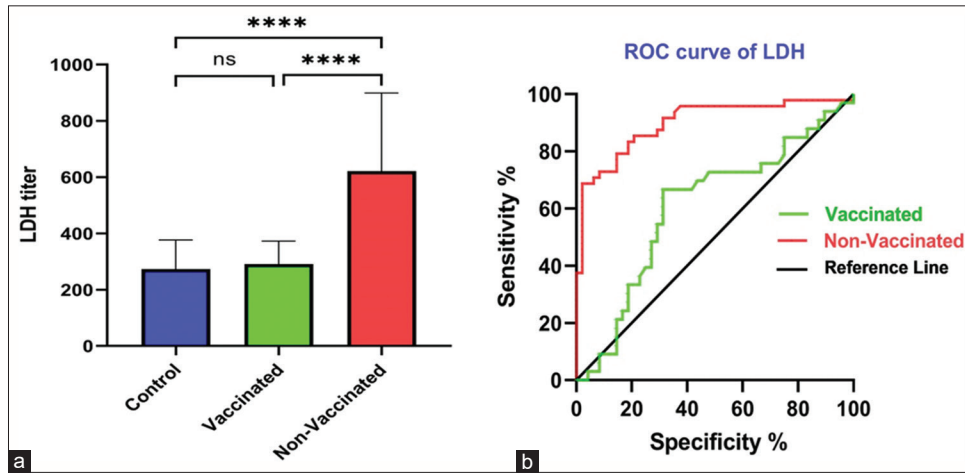 ****
ns
****
1000
800
600
400
200
0
LDH titer
Control
Vaccinated
Non-Vaccinated
a
ROC curve of LDH
100
80
60
40
20
0
Sensitivity %
0 20 40 60 80 100
Specificity %
Vaccinated
Non-Vaccinated
Reference Line
b